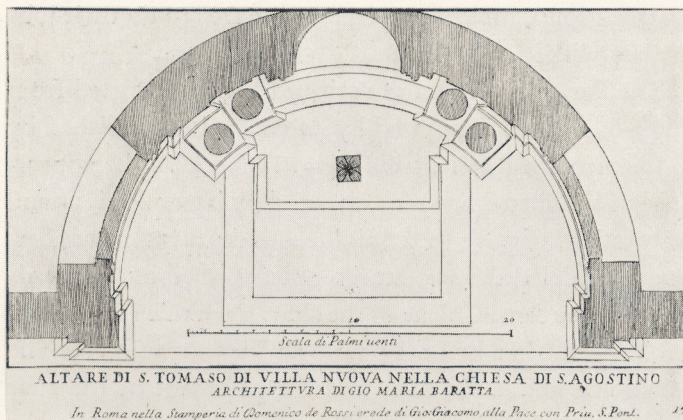 10 20
Scala di Palmi uenti
ALTARE DI S. TOMASO DI VILLA NVOVA NELLA CHIESA DI S. AGOSTINO
ARCHITETTVRA DI GIO MARIA BARATTA
In Roma nella Stamperia di Domenico de Rossi erede di Gio: Giacomo alla Pace con Priu. S. Pont.